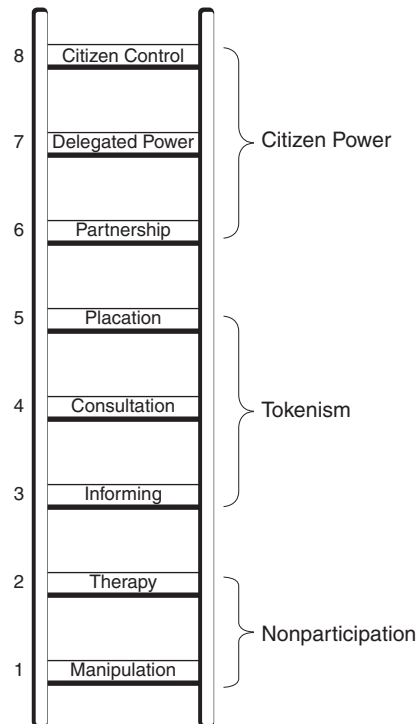 8 Citizen Control
7 Delegated Power
Citizen Power
6 Partnership
5 Placation
4 Consultation
Tokenism
3 Informing
2 Therapy
Nonparticipation
1 Manipulation